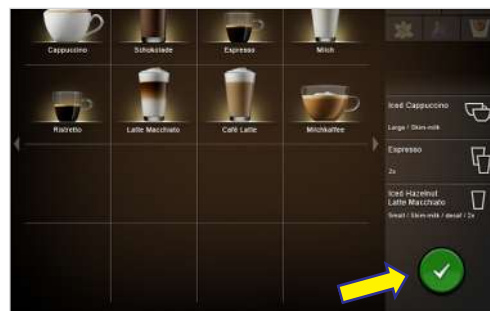 Cappuccino
Schokolade
Espresso
Milch
Ristretto
Latte Macchiato
Café Latte
Milchkaffee
Iced Cappuccino
Large / Skim-milk
Espresso
2x
Iced Hazelnut
Latte Macchiato
Small / Skim-milk / decaf / 2x